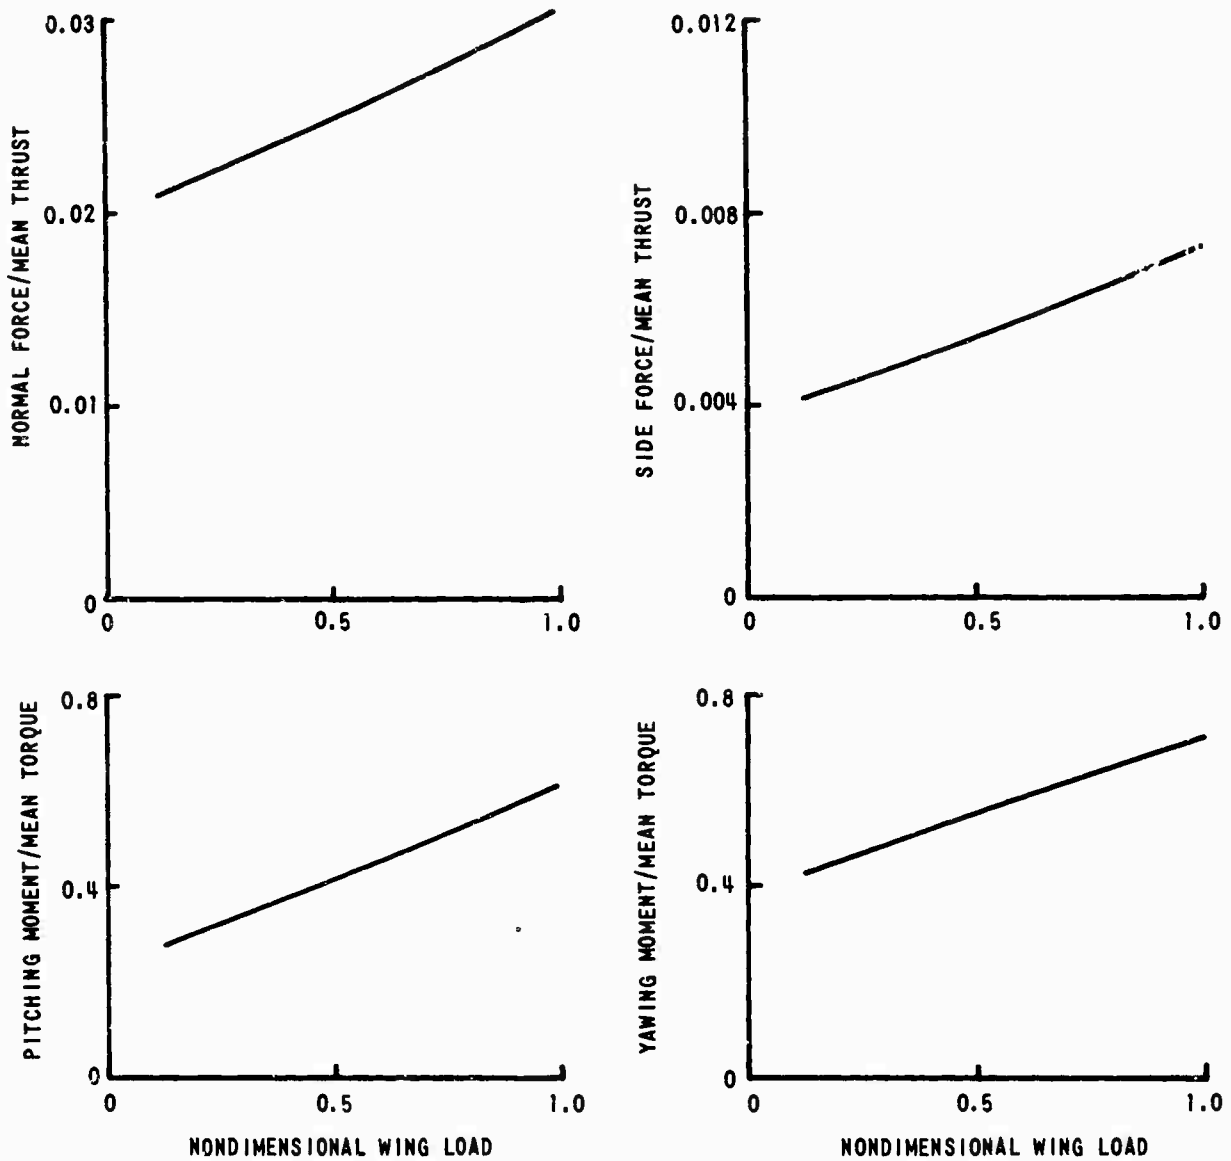 NORMAL FORCE/MEAN THRUST
0.03
0.02
0.01
0
0 0.5 1.0
SIDE FORCE/MEAN THRUST
0.012
0.008
0.004
0
0 0.5 1.0
PITCHING MOMENT/MEAN TORQUE
0.8
0.4
0
0 0.5 1.0
NONDIMENSIONAL WING LOAD
YAWING MOMENT/MEAN TORQUE
0.8
0.4
0
0 0.5 1.0
NONDIMENSIONAL WING LOAD